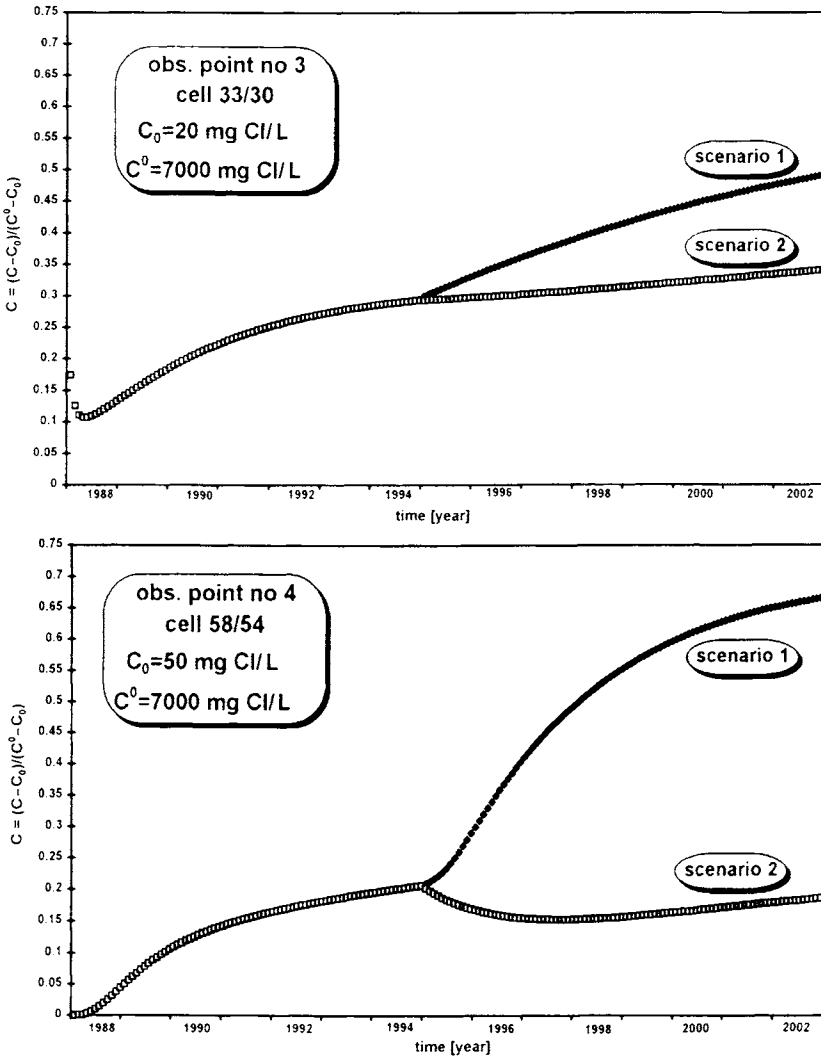 0.75
0.7
0.65
0.6
0.55
0.5
0.45
0.4
0.35
0.3
0.25
0.2
0.15
0.1
0.05
0
C = (C−C₀)/(C⁰−C₀)
obs. point no 3
cell 33/30
C₀=20 mg Cl/L
C⁰=7000 mg Cl/L
scenario 1
scenario 2
1988 1990 1992 1994 1996 1998 2000 2002
time [year]
0.75
0.7
0.65
0.6
0.55
0.5
0.45
0.4
0.35
0.3
0.25
0.2
0.15
0.1
0.05
0
C = (C−C₀)/(C⁰−C₀)
obs. point no 4
cell 58/54
C₀=50 mg Cl/L
C⁰=7000 mg Cl/L
scenario 1
scenario 2
1988 1990 1992 1994 1996 1998 2000 2002
time [year]